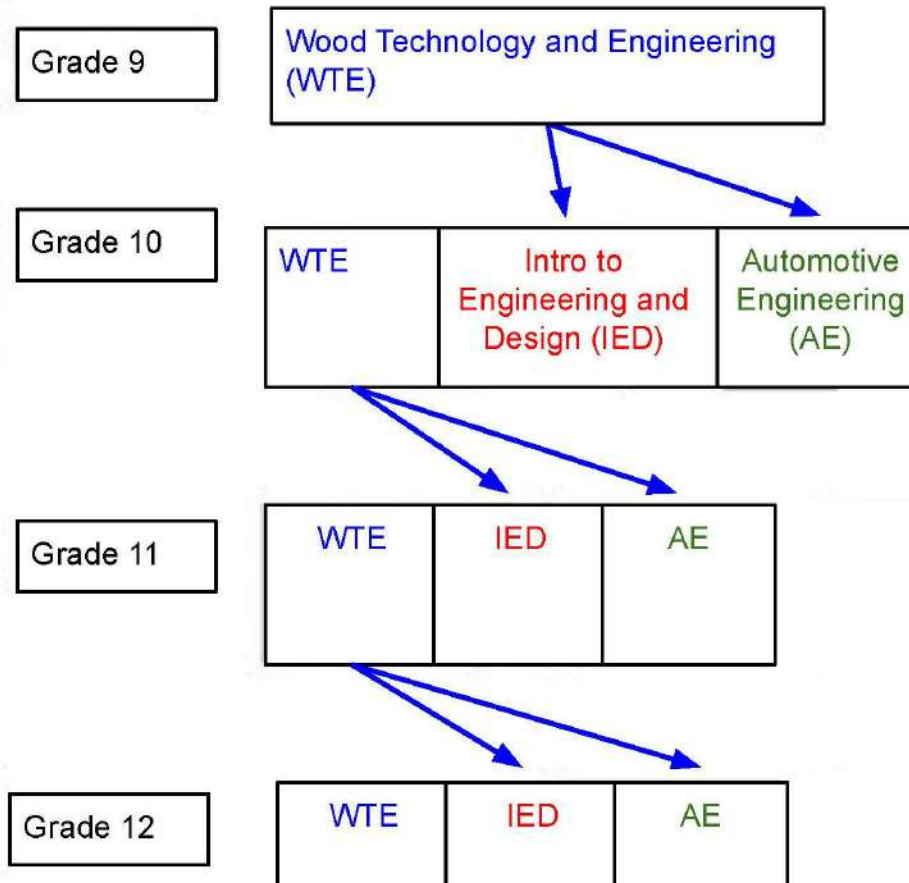 Grade 9
Wood Technology and Engineering
(WTE)
Grade 10
WTE
Intro to
Engineering and
Design (IED)
Automotive
Engineering
(AE)
Grade 11
WTE
IED
AE
Grade 12
WTE
IED
AE